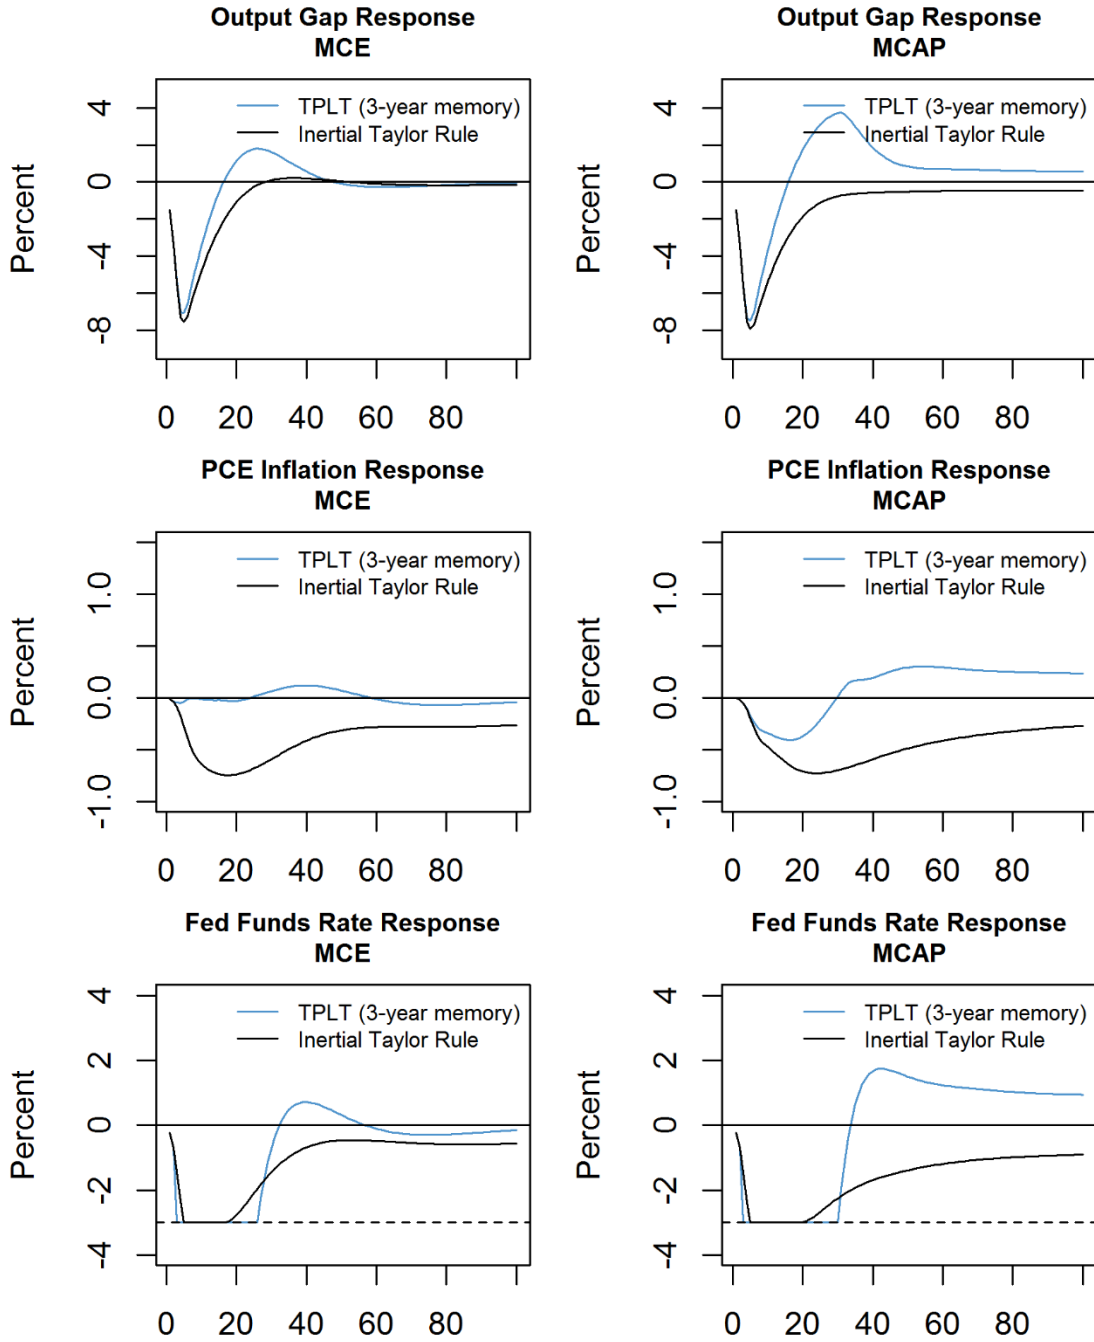 Output Gap Response
MCE
TPLT (3-year memory)
Inertial Taylor Rule
Percent
4
0
-4
-8
0 20 40 60 80
Output Gap Response
MCAP
TPLT (3-year memory)
Inertial Taylor Rule
Percent
4
0
-4
-8
0 20 40 60 80
PCE Inflation Response
MCE
TPLT (3-year memory)
Inertial Taylor Rule
Percent
1.0
0.0
-1.0
0 20 40 60 80
PCE Inflation Response
MCAP
TPLT (3-year memory)
Inertial Taylor Rule
Percent
1.0
0.0
-1.0
0 20 40 60 80
Fed Funds Rate Response
MCE
TPLT (3-year memory)
Inertial Taylor Rule
Percent
4
2
0
-2
-4
0 20 40 60 80
Fed Funds Rate Response
MCAP
TPLT (3-year memory)
Inertial Taylor Rule
Percent
4
2
0
-2
-4
0 20 40 60 80